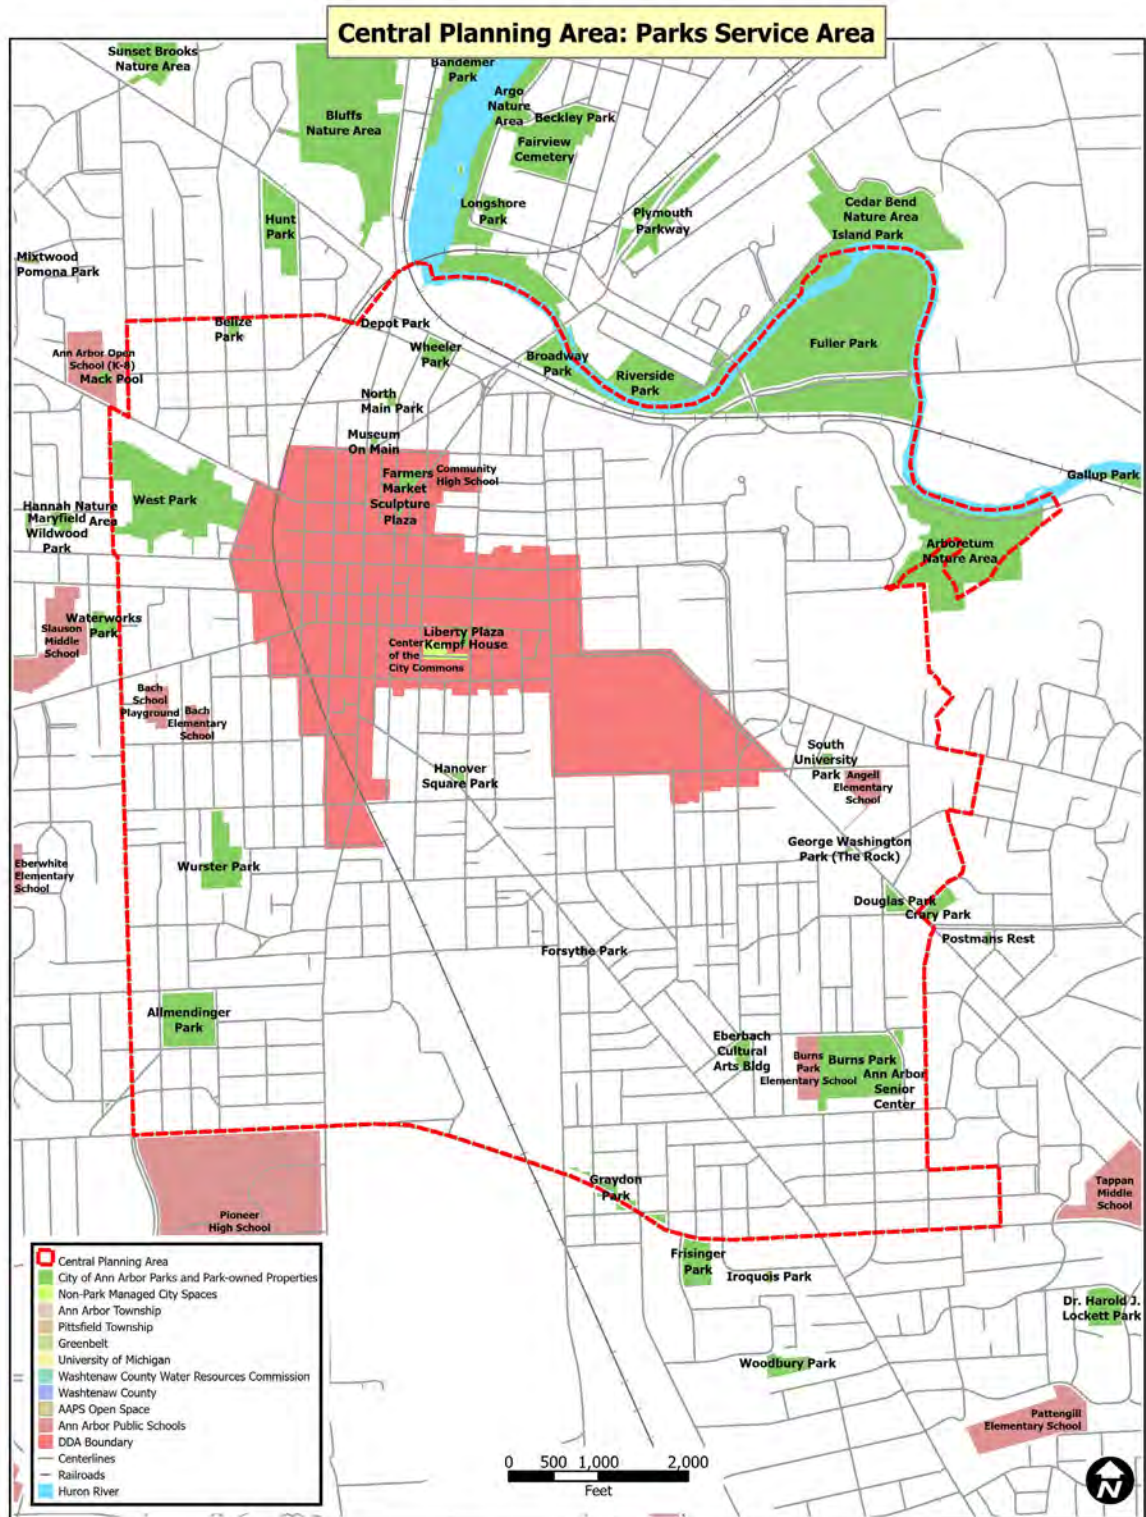 Central Planning Area: Parks Service Area
Sunset Brooks
Nature Area
Bandemer
Park
Argo
Nature
Area
Beckley Park
Bluffs
Nature Area
Fairview
Cemetery
Hunt
Park
Longshore
Park
Plymouth
Parkway
Cedar Bend
Nature Area
Island Park
Mixtwood
Pomona Park
Belize
Park
Depot Park
Wheeler
Park
Broadway
Park
Riverside
Park
Fuller Park
Ann Arbor Open
School (K-8)
Mack Pool
North
Main Park
Museum
On Main
Farmers
Market
Sculpture
Plaza
Community
High School
Gallup Park
West Park
Hannah Nature
Area
Maryfield
Wildwood
Park
Arboretum
Nature Area
Waterworks
Park
Slauson
Middle
School
Liberty Plaza
Kempf House
Center
of the
City Commons
Bach
School
Playground
Bach
Elementary
School
Hanover
Square Park
South
University
Park
Angell
Elementary
School
George Washington
Park (The Rock)
Eberwhite
Elementary
School
Wurster Park
Douglas Park
Crary Park
Postmans Rest
Forsythe Park
Allmendinger
Park
Eberbach
Cultural
Arts Bldg
Burns
Park
Elementary School
Burns Park
Ann Arbor
Senior
Center
Graydon
Park
Tappan
Middle
School
Pioneer
High School
Frisinger
Park
Iroquois Park
Dr. Harold J.
Lockett Park
Woodbury Park
Pattengill
Elementary School
Central Planning Area
City of Ann Arbor Parks and Park-owned Properties
Non-Park Managed City Spaces
Ann Arbor Township
Pittsfield Township
Greenbelt
University of Michigan
Washtenaw County Water Resources Commission
Washtenaw County
AAPS Open Space
Ann Arbor Public Schools
DDA Boundary
Centerlines
Railroads
Huron River
0 500 1,000 2,000
Feet
N